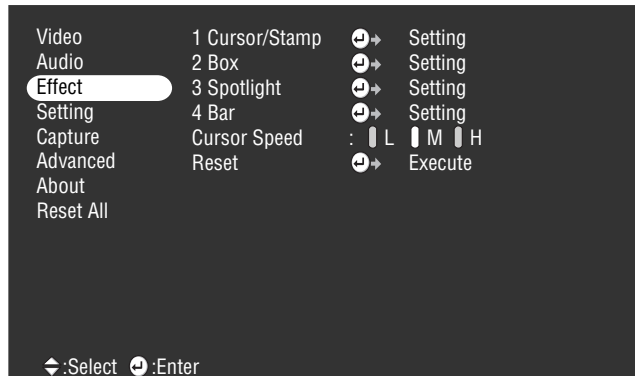 Video
Audio
Effect
Setting
Capture
Advanced
About
Reset All
1 Cursor/Stamp Setting
2 Box Setting
3 Spotlight Setting
4 Bar Setting
Cursor Speed : L M H
Reset Execute
:Select :Enter